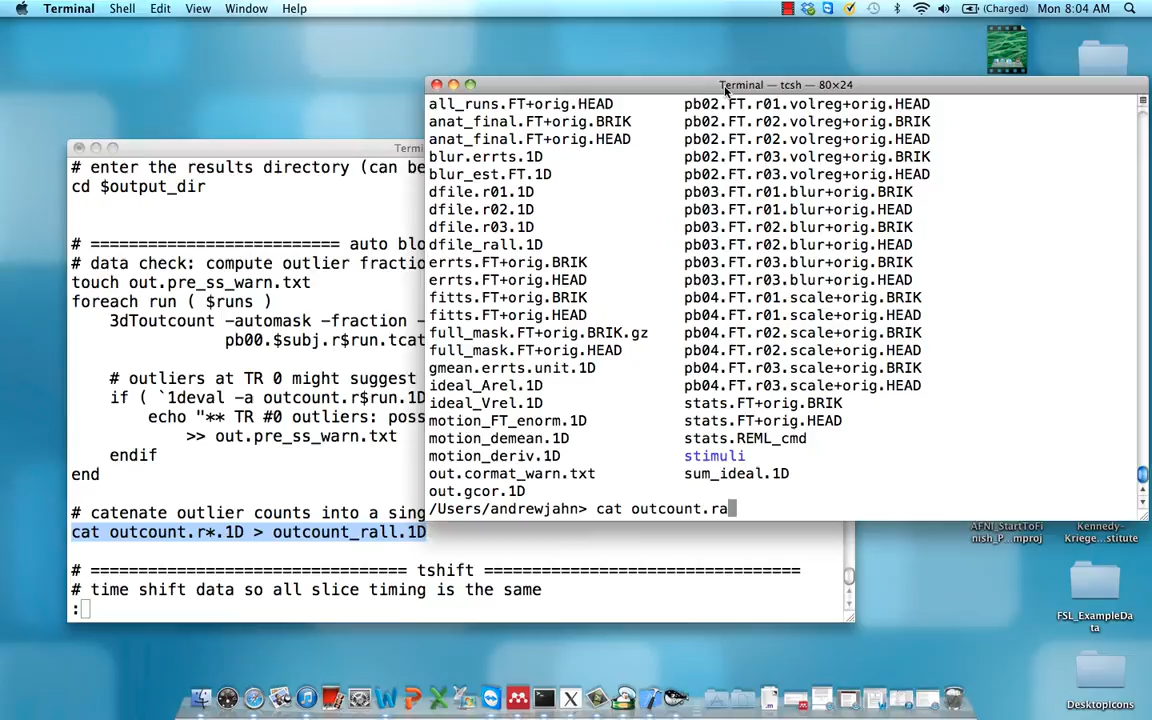 Terminal Shell Edit View Window Help
(Charged) Mon 8:04 AM
Terminal — tcsh — 80×24
all_runs.FT+orig.HEAD pb02.FT.r01.volreg+orig.HEAD
anat_final.FT+orig.BRIK pb02.FT.r02.volreg+orig.BRIK
anat_final.FT+orig.HEAD pb02.FT.r02.volreg+orig.HEAD
blur.errts.1D pb02.FT.r03.volreg+orig.BRIK
blur_est.FT.1D pb02.FT.r03.volreg+orig.HEAD
dfile.r01.1D pb03.FT.r01.blur+orig.BRIK
dfile.r02.1D pb03.FT.r01.blur+orig.HEAD
dfile.r03.1D pb03.FT.r02.blur+orig.BRIK
dfile_rall.1D pb03.FT.r02.blur+orig.HEAD
errts.FT+orig.BRIK pb03.FT.r03.blur+orig.BRIK
errts.FT+orig.HEAD pb03.FT.r03.blur+orig.HEAD
fitts.FT+orig.BRIK pb04.FT.r01.scale+orig.BRIK
fitts.FT+orig.HEAD pb04.FT.r01.scale+orig.HEAD
full_mask.FT+orig.BRIK.gz pb04.FT.r02.scale+orig.BRIK
full_mask.FT+orig.HEAD pb04.FT.r02.scale+orig.HEAD
gmean.errts.unit.1D pb04.FT.r03.scale+orig.BRIK
ideal_Arel.1D pb04.FT.r03.scale+orig.HEAD
ideal_Vrel.1D stats.FT+orig.BRIK
motion_FT_enorm.1D stats.FT+orig.HEAD
motion_demean.1D stats.REML_cmd
motion_deriv.1D stimuli
out.cormat_warn.txt sum_ideal.1D
out.gcor.1D
/Users/andrewjahn> cat outcount.ra
Termi
# enter the results directory (can be
cd $output_dir
# ========================== auto blo
# data check: compute outlier fractio
touch out.pre_ss_warn.txt
foreach run ( $runs )
3dToutcount -automask -fraction -
pb00.$subj.r$run.tcat
# outliers at TR 0 might suggest
if ( `1deval -a outcount.r$run.1D
echo "** TR #0 outliers: poss
>> out.pre_ss_warn.txt
endif
end
# catenate outlier counts into a sing
cat outcount.r*.1D > outcount_rall.1D
# ================================ tshift =================================
# time shift data so all slice timing is the same
:
AFNI_StartToFi
nish_P...mproj
Kennedy-
Kriege...stitute
FSL_ExampleDa
ta
DesktopIcons